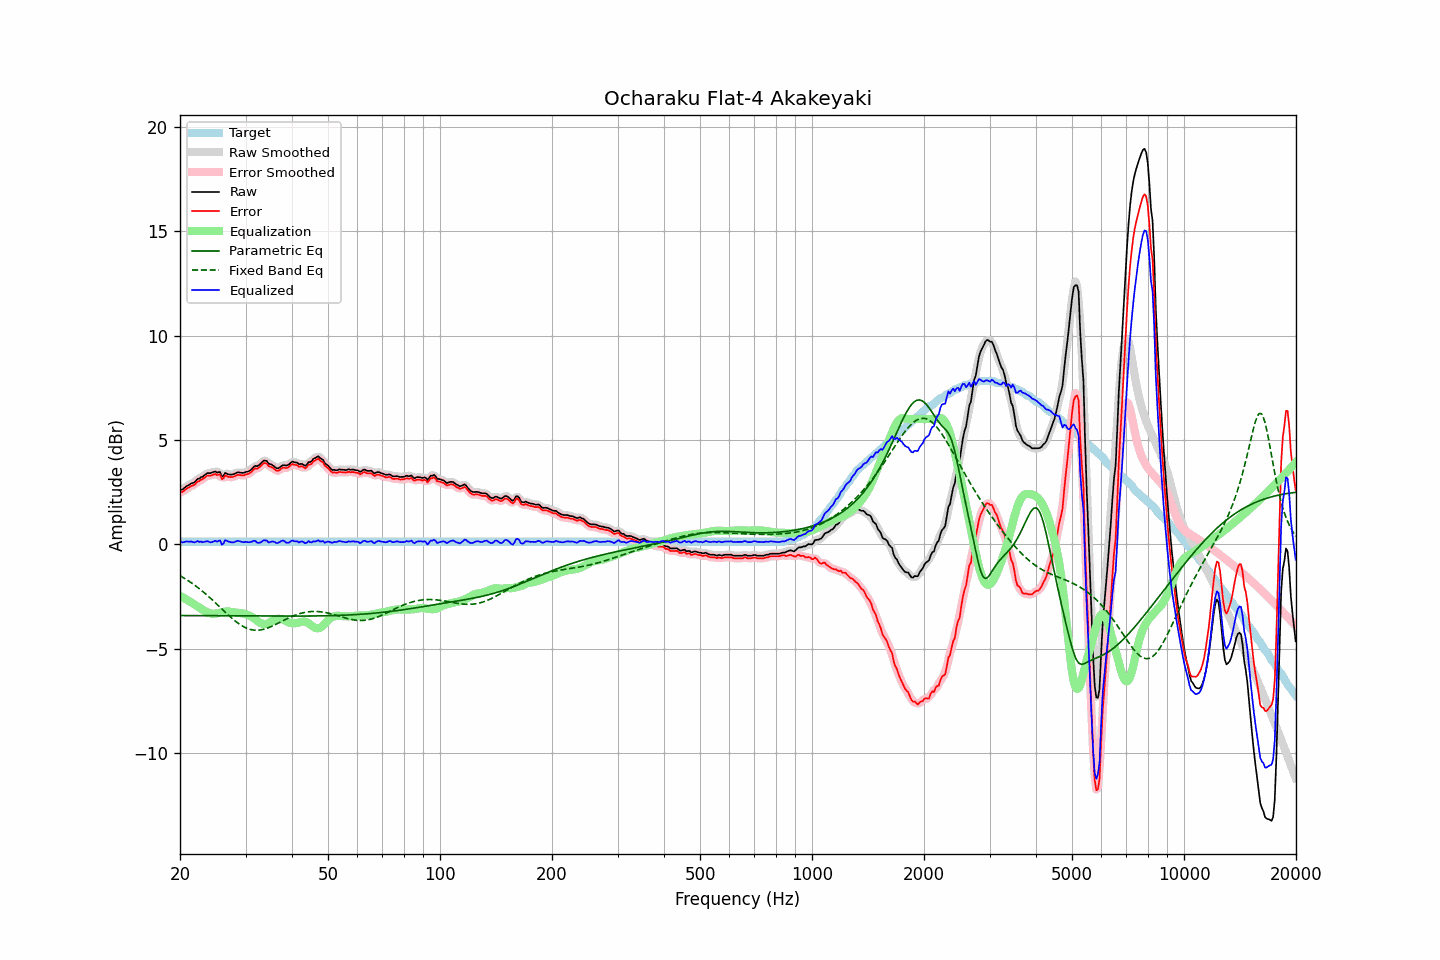 Ocharaku Flat-4 Akakeyaki
Target
Raw Smoothed
Error Smoothed
Raw
Error
Equalization
Parametric Eq
Fixed Band Eq
Equalized
20
15
10
5
0
−5
−10
Amplitude (dBr)
20
50
100
200
500
1000
2000
5000
10000
20000
Frequency (Hz)